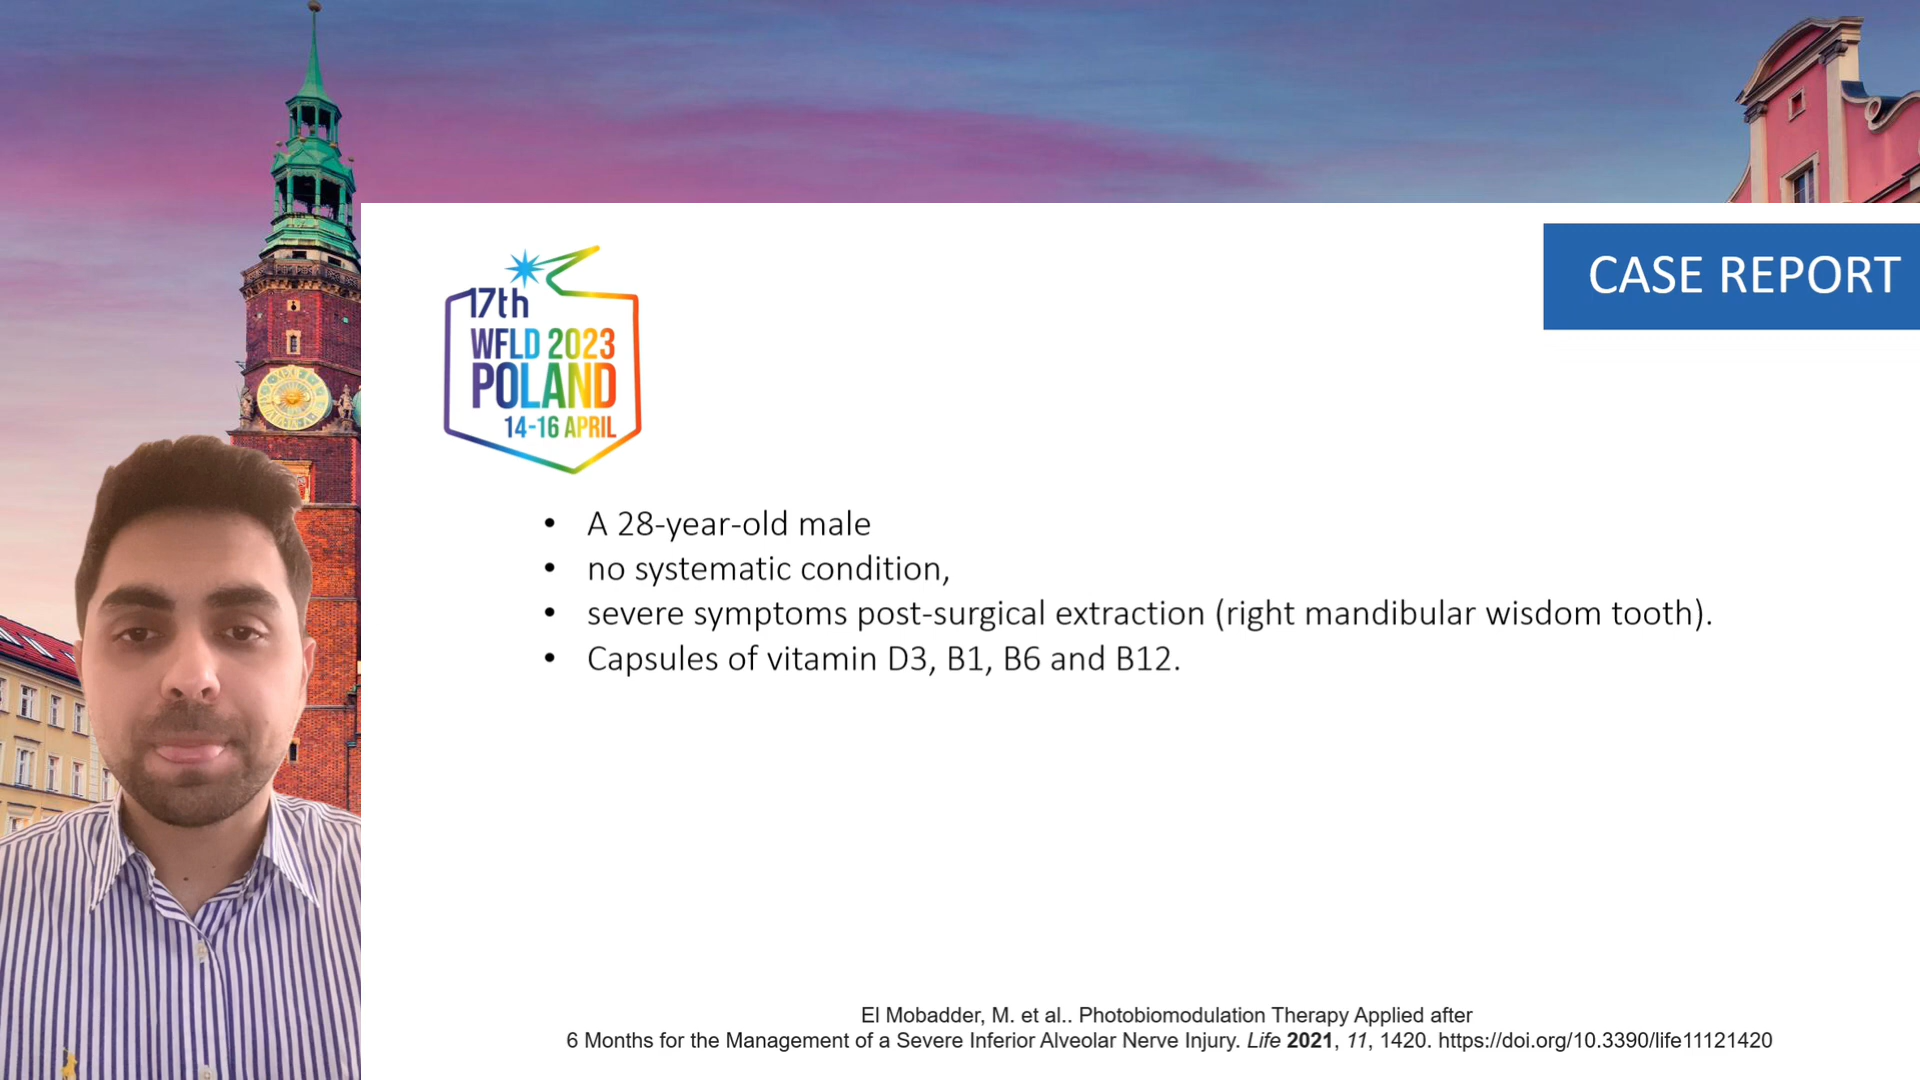 CASE REPORT
17th
WFLD 2023
POLAND
14-16 APRIL
• A 28-year-old male
• no systematic condition,
• severe symptoms post-surgical extraction (right mandibular wisdom tooth).
• Capsules of vitamin D3, B1, B6 and B12.
El Mobadder, M. et al.. Photobiomodulation Therapy Applied after
6 Months for the Management of a Severe Inferior Alveolar Nerve Injury. Life 2021, 11, 1420. https://doi.org/10.3390/life11121420